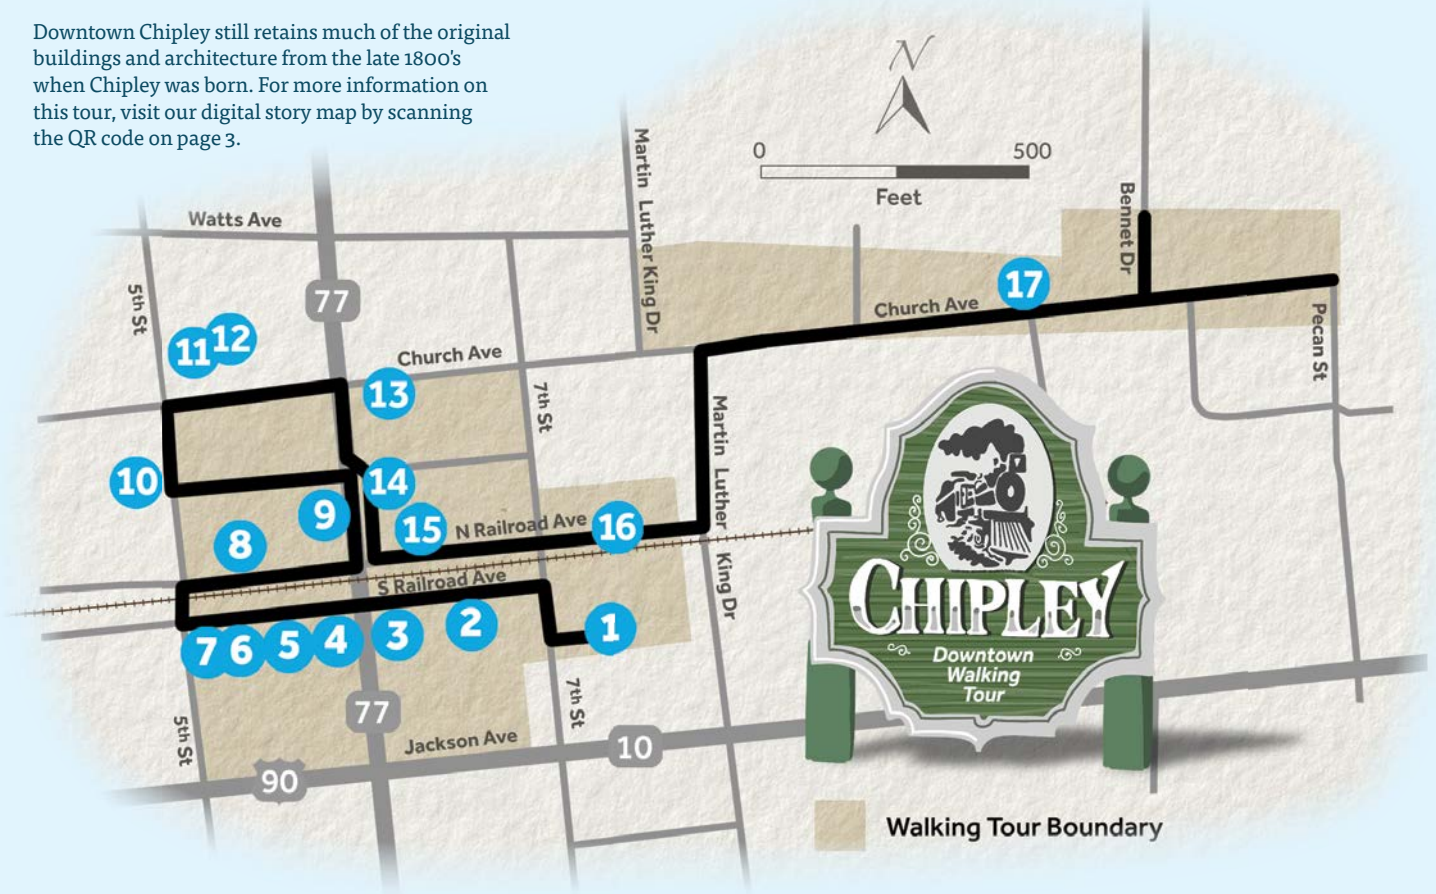 Downtown Chipley still retains much of the original
buildings and architecture from the late 1800's
when Chipley was born. For more information on
this tour, visit our digital story map by scanning
the QR code on page 3.
N
0 500
Feet
Martin Luther King Dr
Bennet Dr
Watts Ave
5th St
77
17
Church Ave
Pecan St
11 12
Church Ave
13
7th St
Martin Luther King Dr
10
14
9
15
N Railroad Ave
16
8
S Railroad Ave
7 6 5 4 3 2 1
CHIPLEY
Downtown
Walking
Tour
5th St
77
7th St
Jackson Ave
10
90
Walking Tour Boundary